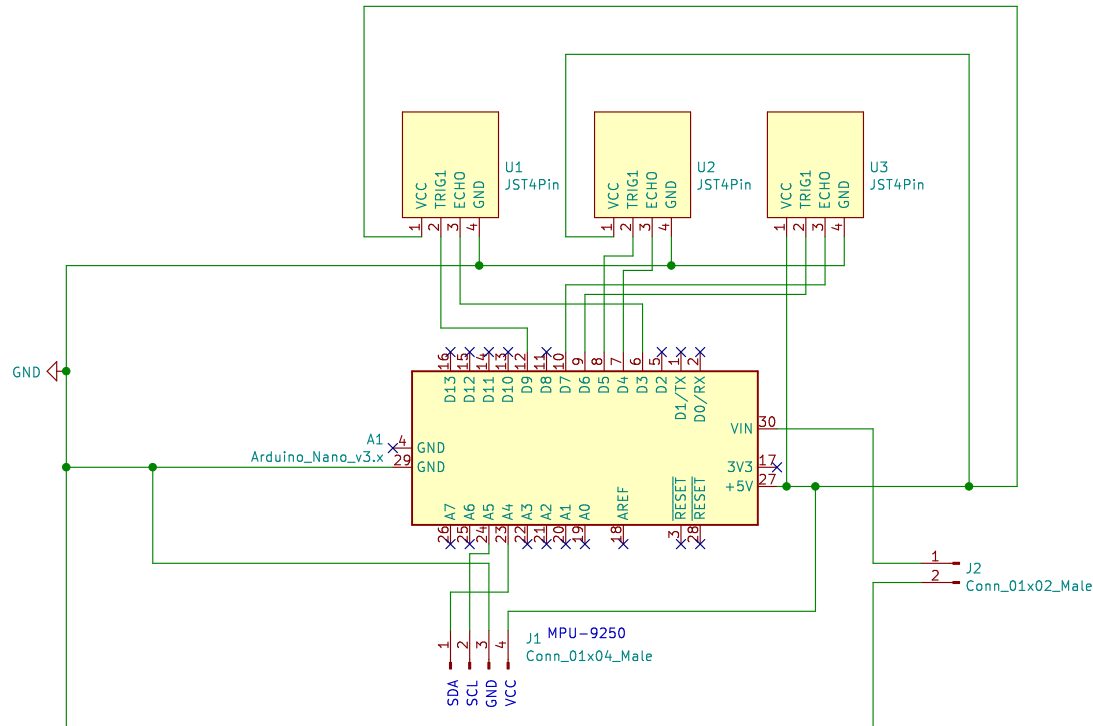 U1
JST4Pin
VCC
TRIG1
ECHO
GND
1
2
3
4
U2
JST4Pin
VCC
TRIG1
ECHO
GND
1
2
3
4
U3
JST4Pin
VCC
TRIG1
ECHO
GND
1
2
3
4
GND
16
15
14
13
12
11
10
9
8
7
6
5
1
2
D13
D12
D11
D10
D9
D8
D7
D6
D5
D4
D3
D2
D1/TX
D0/RX
A1
Arduino_Nano_v3.x
4
GND
29
GND
VIN
30
3V3
17
+5V
27
A7
A6
A5
A4
A3
A2
A1
A0
AREF
RESET
RESET
26
25
24
23
22
21
20
19
18
3
28
1
2
J2
Conn_01x02_Male
1
2
3
4
J1
MPU-9250
Conn_01x04_Male
SDA
SCL
GND
VCC